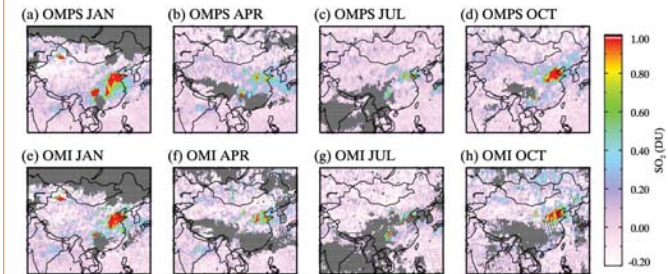 (a) OMPS JAN
(b) OMPS APR
(c) OMPS JUL
(d) OMPS OCT
(e) OMI JAN
(f) OMI APR
(g) OMI JUL
(h) OMI OCT
1.00
0.80
0.60
0.40
0.20
0.00
-0.20
SO₂ (DU)